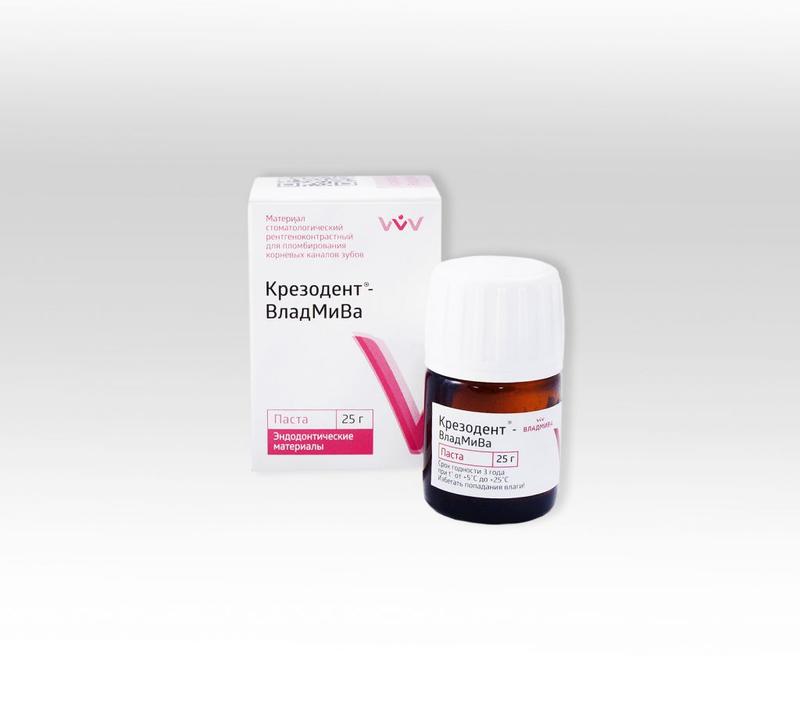 Материал
стоматологический
рентгеноконтрастный
для пломбирования
корневых каналов зубов
Крезодент®-
ВладМиВа
Паста 25 г
Эндодонтические
материалы
Крезодент®-
ВладМиВа
ВЛАДМИВА
Паста 25 г
Срок годности 3 года
при t° от +5°С до +25°С
Избегать попадания влаги!